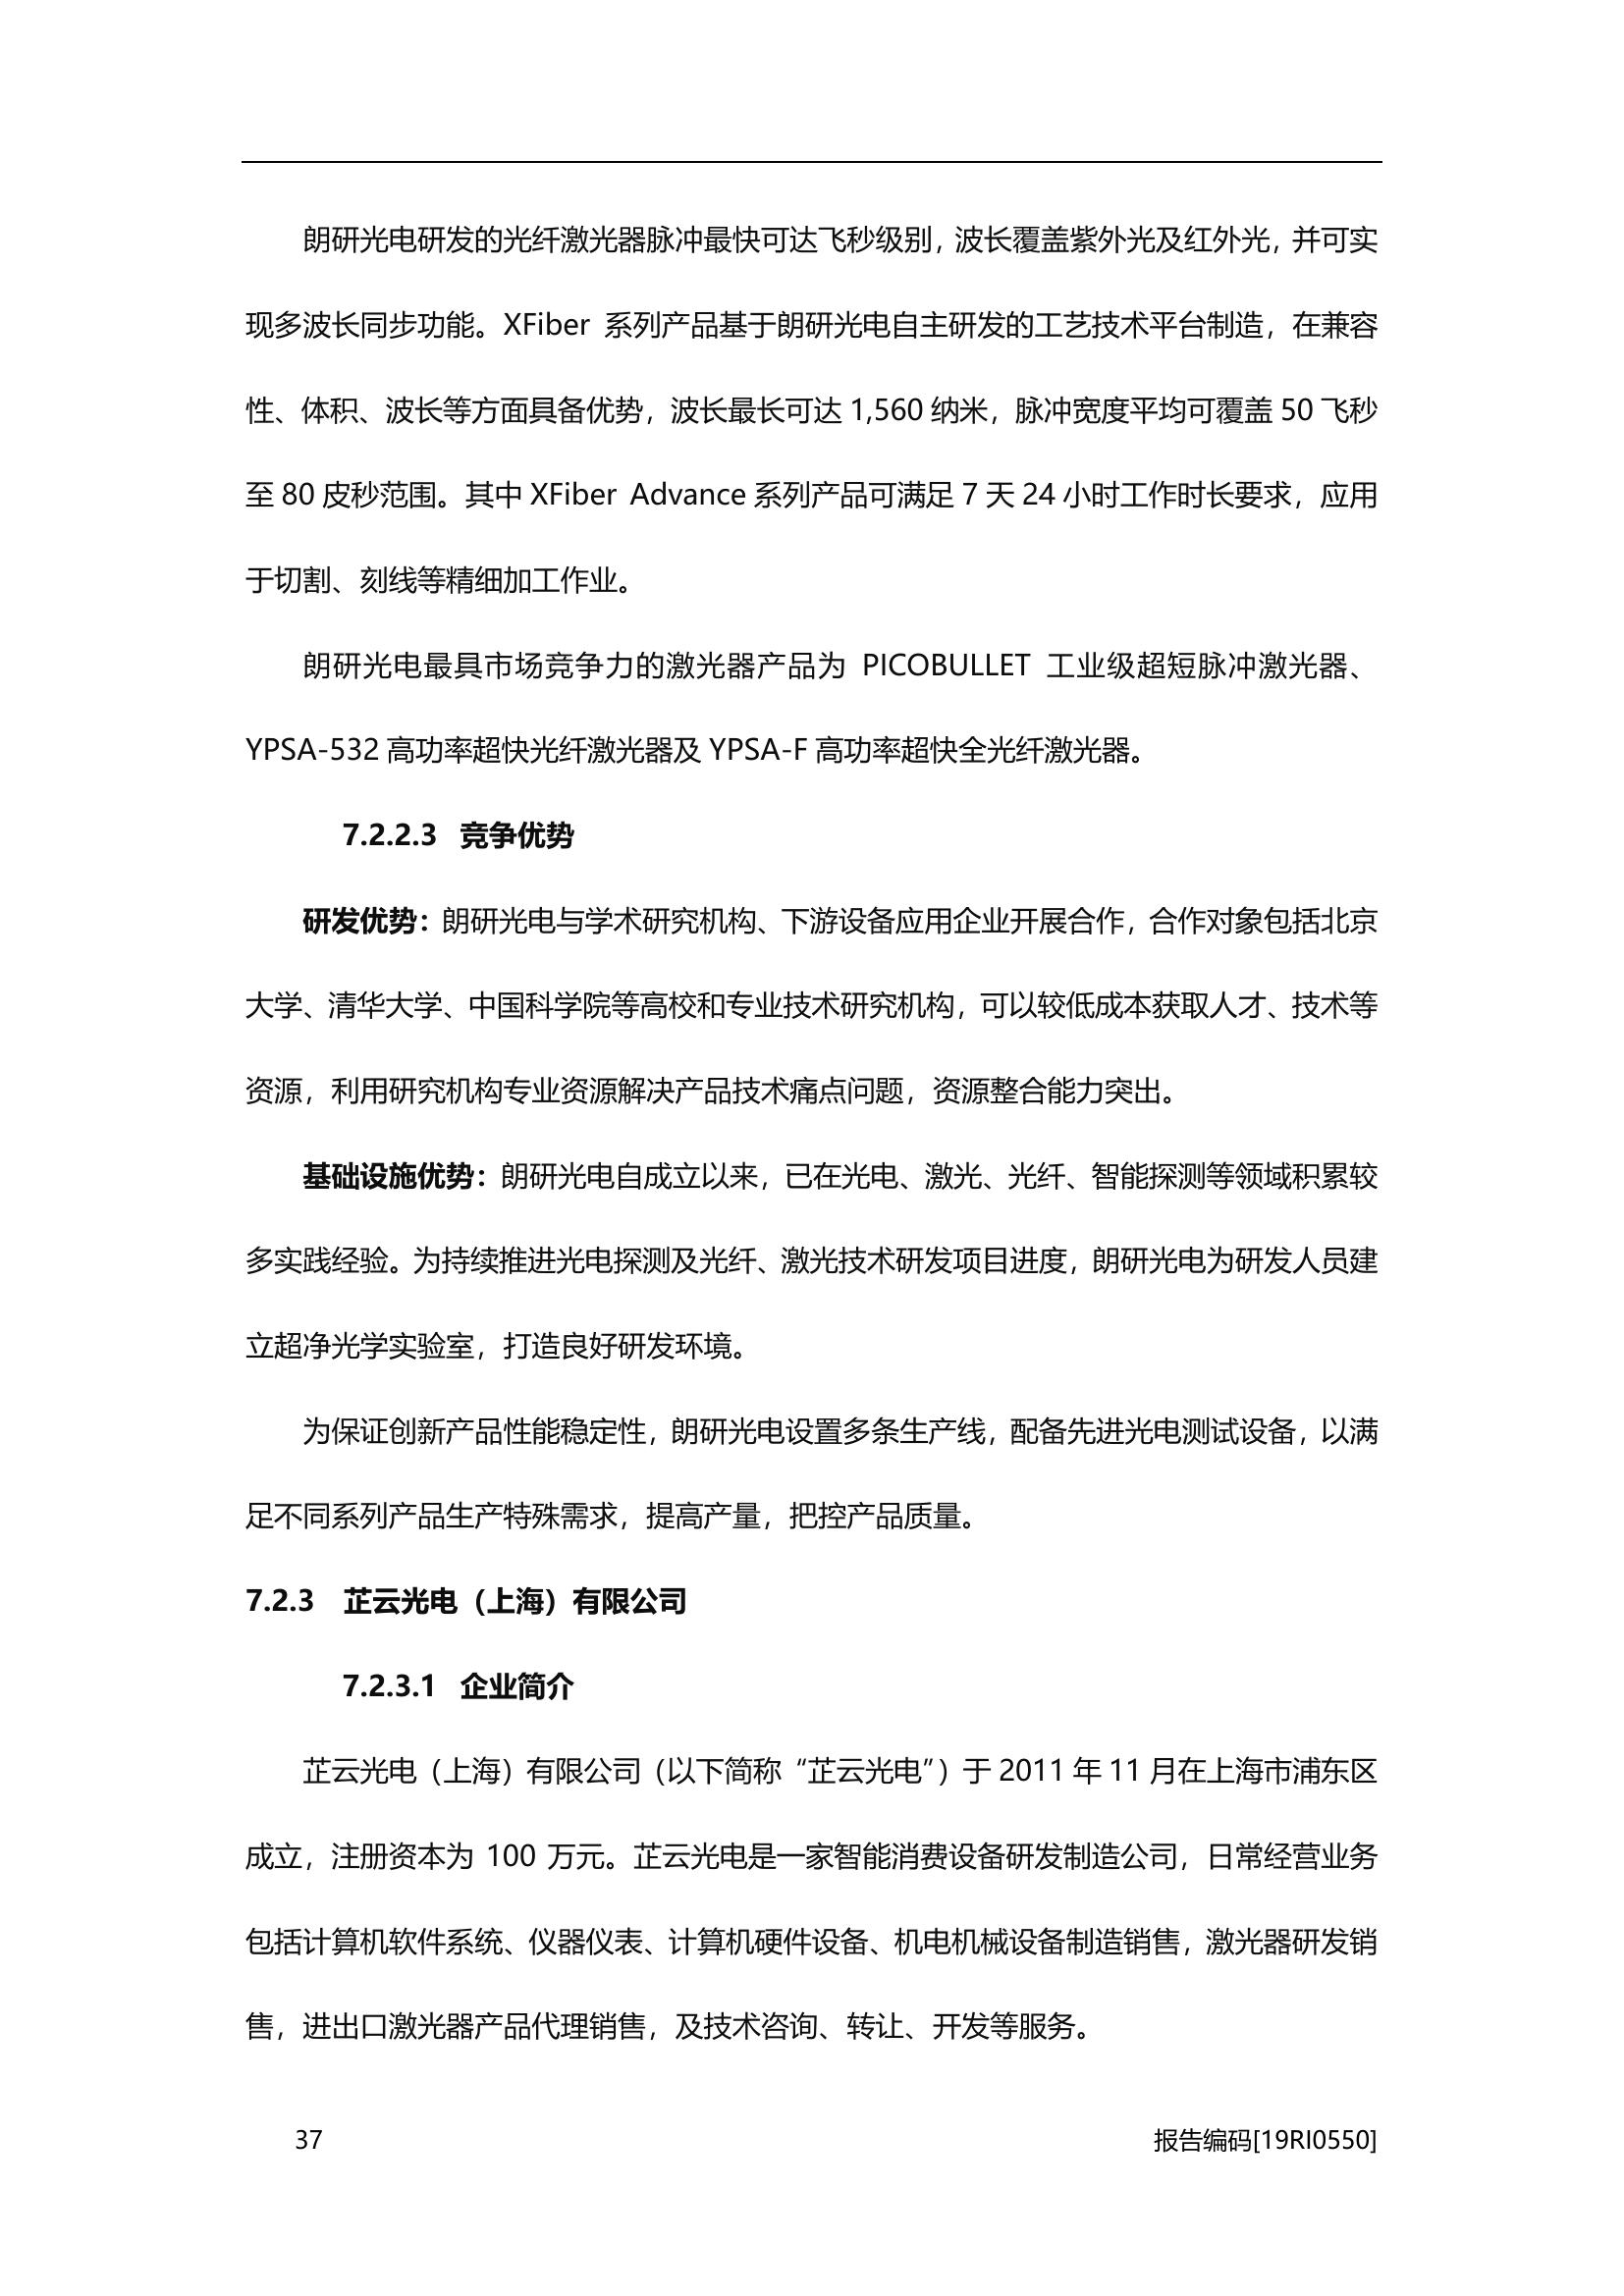 朗研光电研发的光纤激光器脉冲最快可达飞秒级别，波长覆盖紫外光及红外光，并可实
现多波长同步功能。XFiber 系列产品基于朗研光电自主研发的工艺技术平台制造，在兼容
性、体积、波长等方面具备优势，波长最长可达 1,560 纳米，脉冲宽度平均可覆盖 50 飞秒
至 80 皮秒范围。其中 XFiber Advance 系列产品可满足 7 天 24 小时工作时长要求，应用
于切割、刻线等精细加工作业。
朗研光电最具市场竞争力的激光器产品为 PICOBULLET 工业级超短脉冲激光器、
YPSA-532 高功率超快光纤激光器及 YPSA-F 高功率超快全光纤激光器。
7.2.2.3 竞争优势
研发优势：朗研光电与学术研究机构、下游设备应用企业开展合作，合作对象包括北京
大学、清华大学、中国科学院等高校和专业技术研究机构，可以较低成本获取人才、技术等
资源，利用研究机构专业资源解决产品技术痛点问题，资源整合能力突出。
基础设施优势：朗研光电自成立以来，已在光电、激光、光纤、智能探测等领域积累较
多实践经验。为持续推进光电探测及光纤、激光技术研发项目进度，朗研光电为研发人员建
立超净光学实验室，打造良好研发环境。
为保证创新产品性能稳定性，朗研光电设置多条生产线，配备先进光电测试设备，以满
足不同系列产品生产特殊需求，提高产量，把控产品质量。
7.2.3 芷云光电（上海）有限公司
7.2.3.1 企业简介
芷云光电（上海）有限公司（以下简称“芷云光电”）于 2011 年 11 月在上海市浦东区
成立，注册资本为 100 万元。芷云光电是一家智能消费设备研发制造公司，日常经营业务
包括计算机软件系统、仪器仪表、计算机硬件设备、机电机械设备制造销售，激光器研发销
售，进出口激光器产品代理销售，及技术咨询、转让、开发等服务。
37 报告编码[19RI0550]